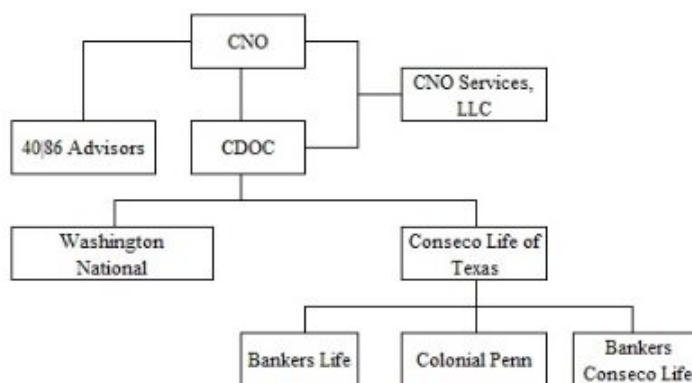 CNO
CNO Services,
LLC
40|86 Advisors
CDOC
Washington
National
Conseco Life of
Texas
Bankers Life
Colonial Penn
Bankers
Conseco Life